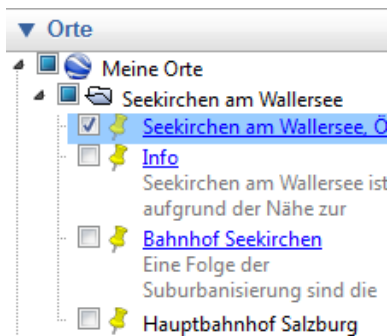 Orte
Meine Orte
Seekirchen am Wallersee
Seekirchen am Wallersee, Ö
Info
Seekirchen am Wallersee ist
aufgrund der Nähe zur
Bahnhof Seekirchen
Eine Folge der
Suburbanisierung sind die
Hauptbahnhof Salzburg